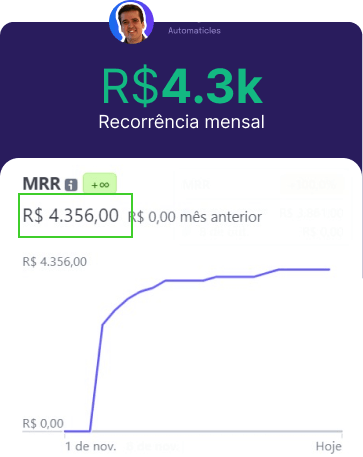 Automaticles
R$4.3k
Recorrência mensal
MRR i +∞
R$ 4.356,00 R$ 0,00 mês anterior
R$ 4.356,00
R$ 0,00
1 de nov. Hoje